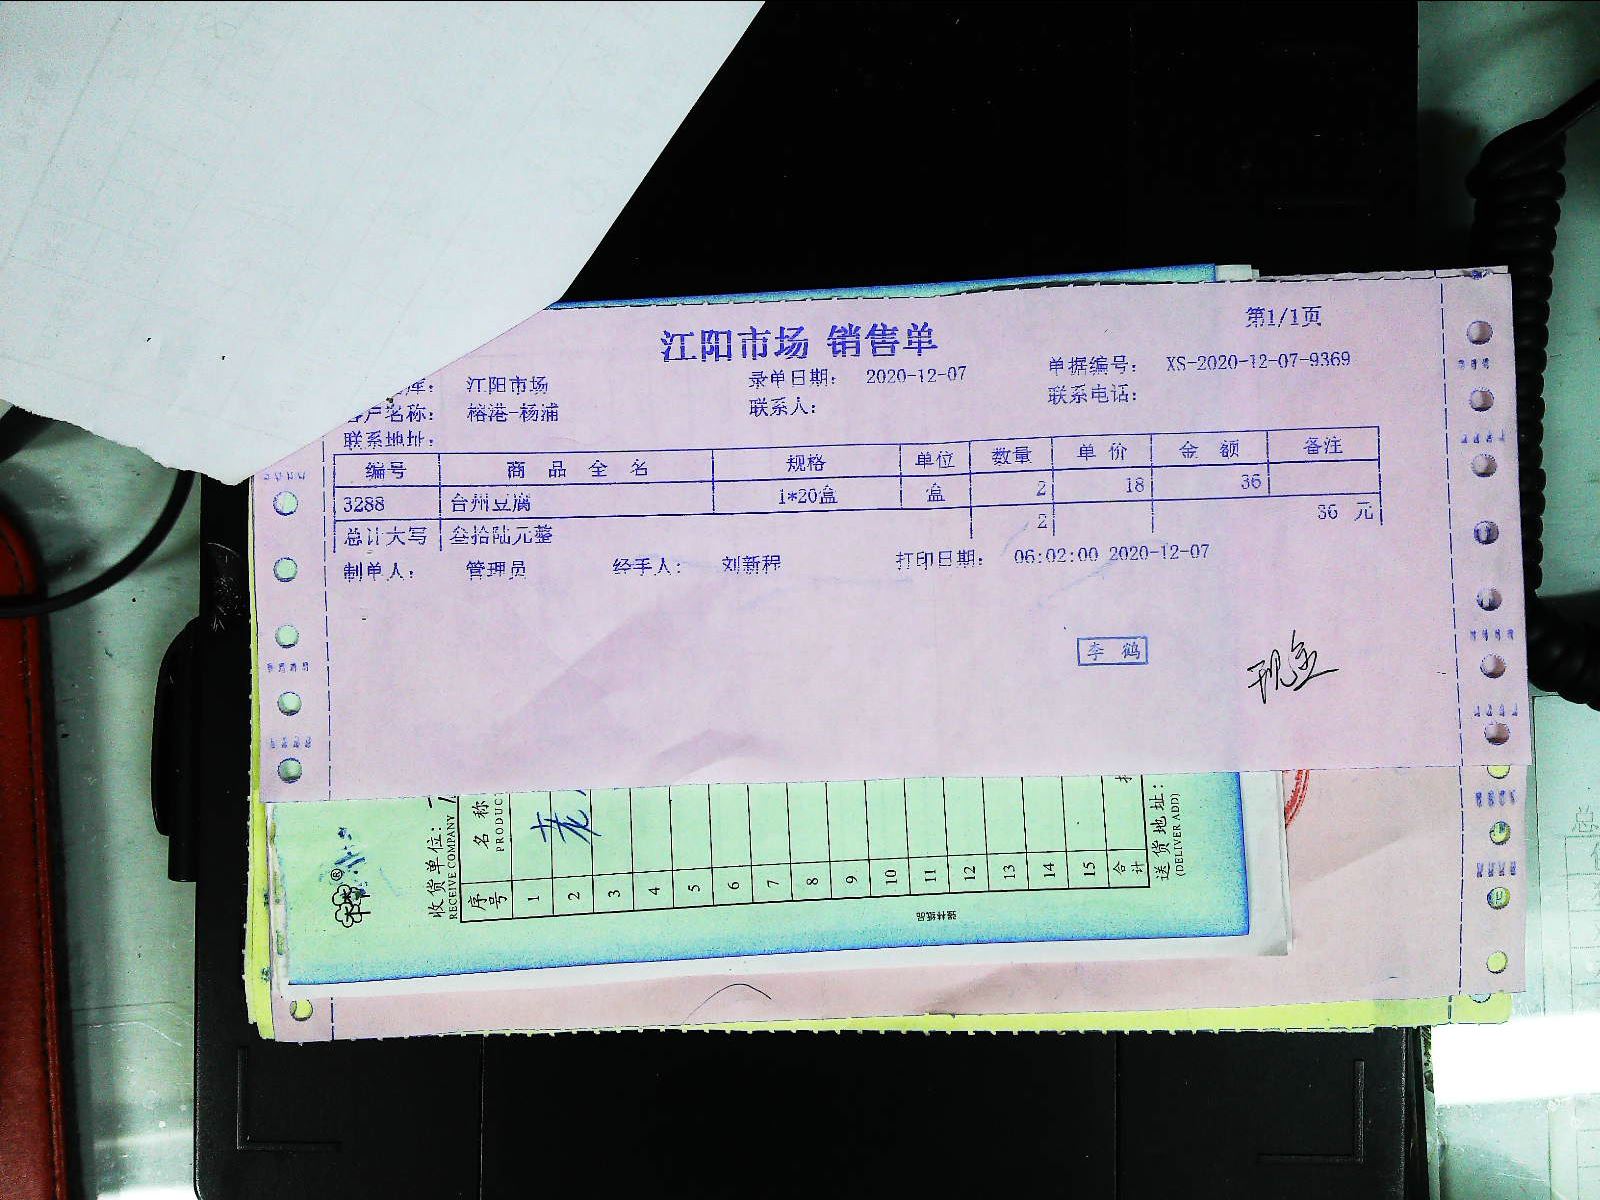 第1/1页
江阳市场 销售单
库: 江阳市场 录单日期: 2020-12-07 单据编号: XS-2020-12-07-9369
户名称: 榕港-杨浦 联系人: 联系电话:
联系地址:
编号 商品全名 规格 单位 数量 单价 金额 备注
3288 台州豆腐 1*20盒 盒 2 18 36
总计大写 叁拾陆元整 2 36 元
制单人: 管理员 经手人: 刘新程 打印日期: 06:02:00 2020-12-07
李鹤
现金
收货单位:
RECEIVE COMPANY
序号 名称
PRODUC
1
2
3
4
5
6
7
8
9
10
11
12
13
14
15
合计
送货地址:
(DELIVER ADD)